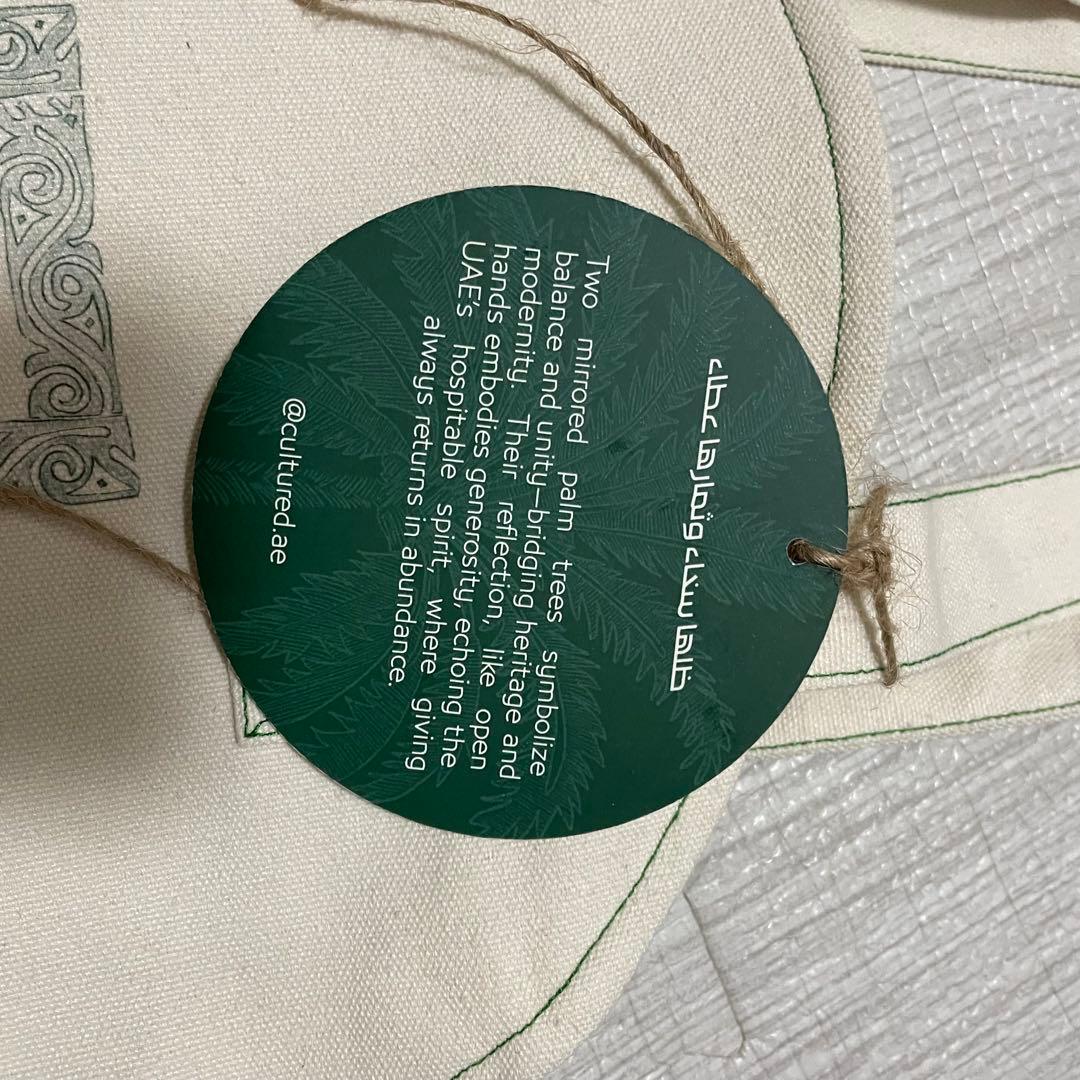 ظلها سخاء وثمارها عطاء
Two mirrored palm trees symbolize
balance and unity—bridging heritage and
modernity. Their reflection, like open
hands embodies generosity, echoing the
UAE's hospitable spirit, where giving
always returns in abundance.
@cultured.ae